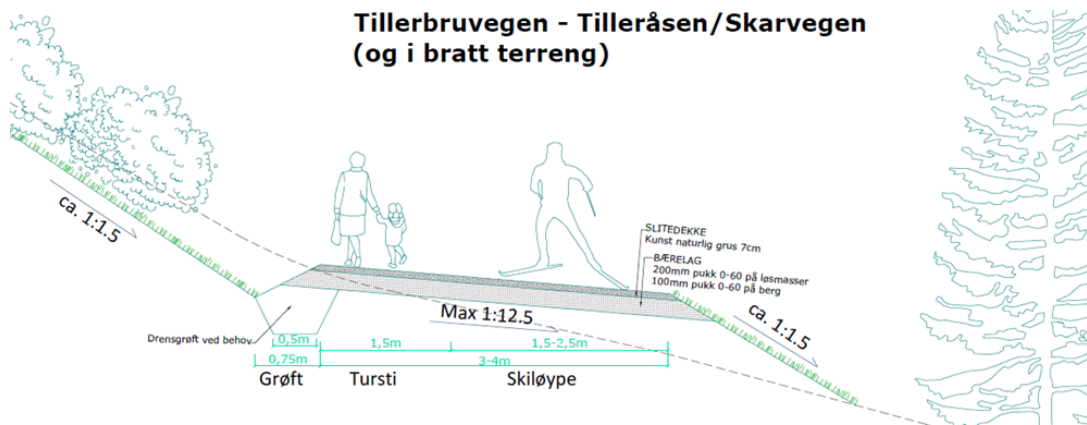 Tillerbruvegen - Tilleråsen/Skarvegen
(og i bratt terreng)
ca. 1:1.5
SLITEDEKKE
Kunst naturlig grus 7cm
BÆRELAG
200mm pukk 0-60 på løsmasser
100mm pukk 0-60 på berg
Max 1:12.5
ca. 1:1.5
Drensgrøft ved behov
0,5m
1,5m
1,5-2,5m
0,75m
3-4m
Grøft
Tursti
Skiløype